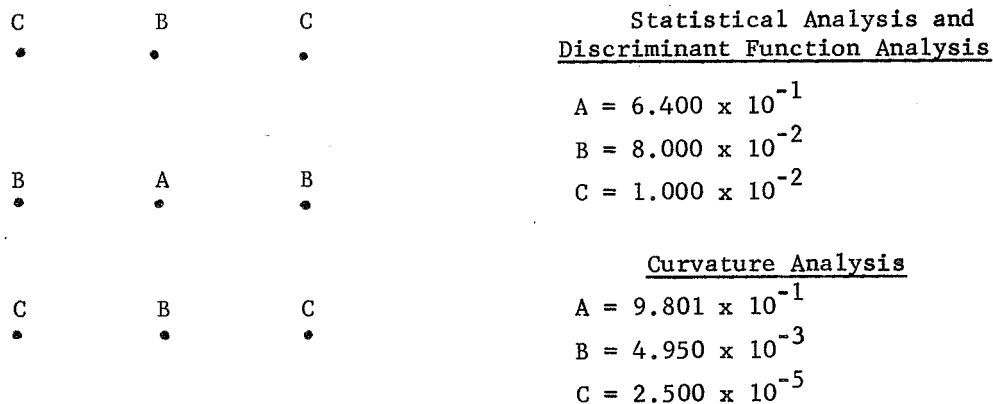 C B C
B A B
C B C
Statistical Analysis and
Discriminant Function Analysis
A = 6.400 x 10⁻¹
B = 8.000 x 10⁻²
C = 1.000 x 10⁻²
Curvature Analysis
A = 9.801 x 10⁻¹
B = 4.950 x 10⁻³
C = 2.500 x 10⁻⁵